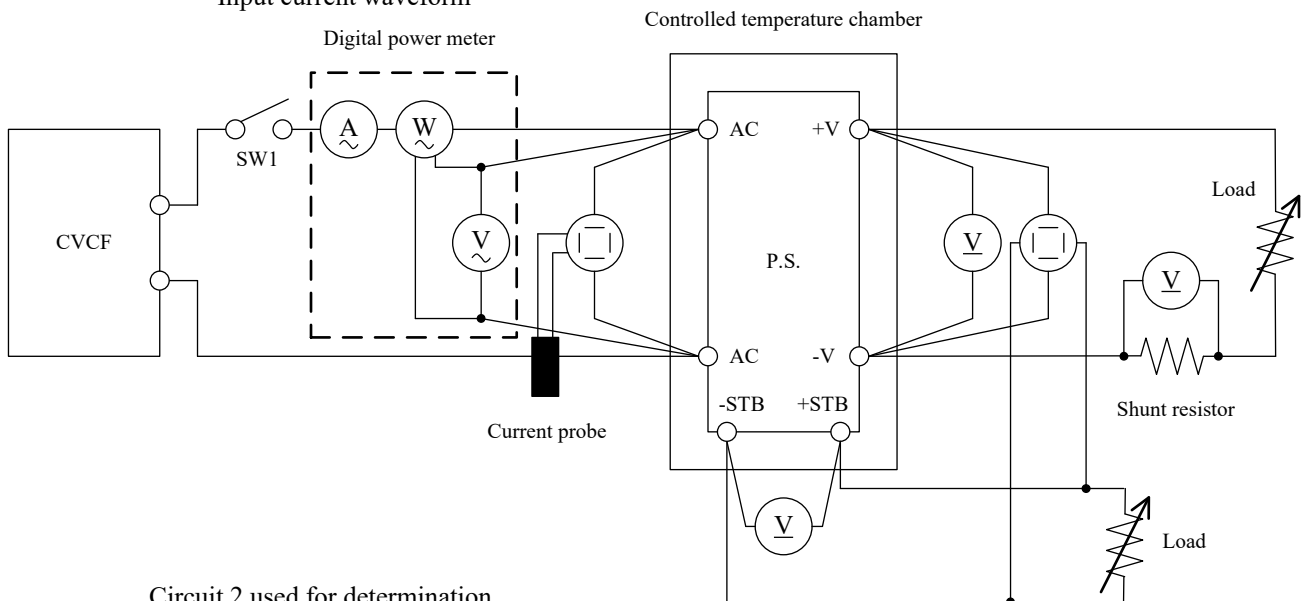 Input current waveform
Controlled temperature chamber
Digital power meter
A
W
AC
+V
SW1
Load
CVCF
V
V
P.S.
V
AC
-V
-STB
+STB
Shunt resistor
Current probe
V
Load
Circuit 2 used for determination